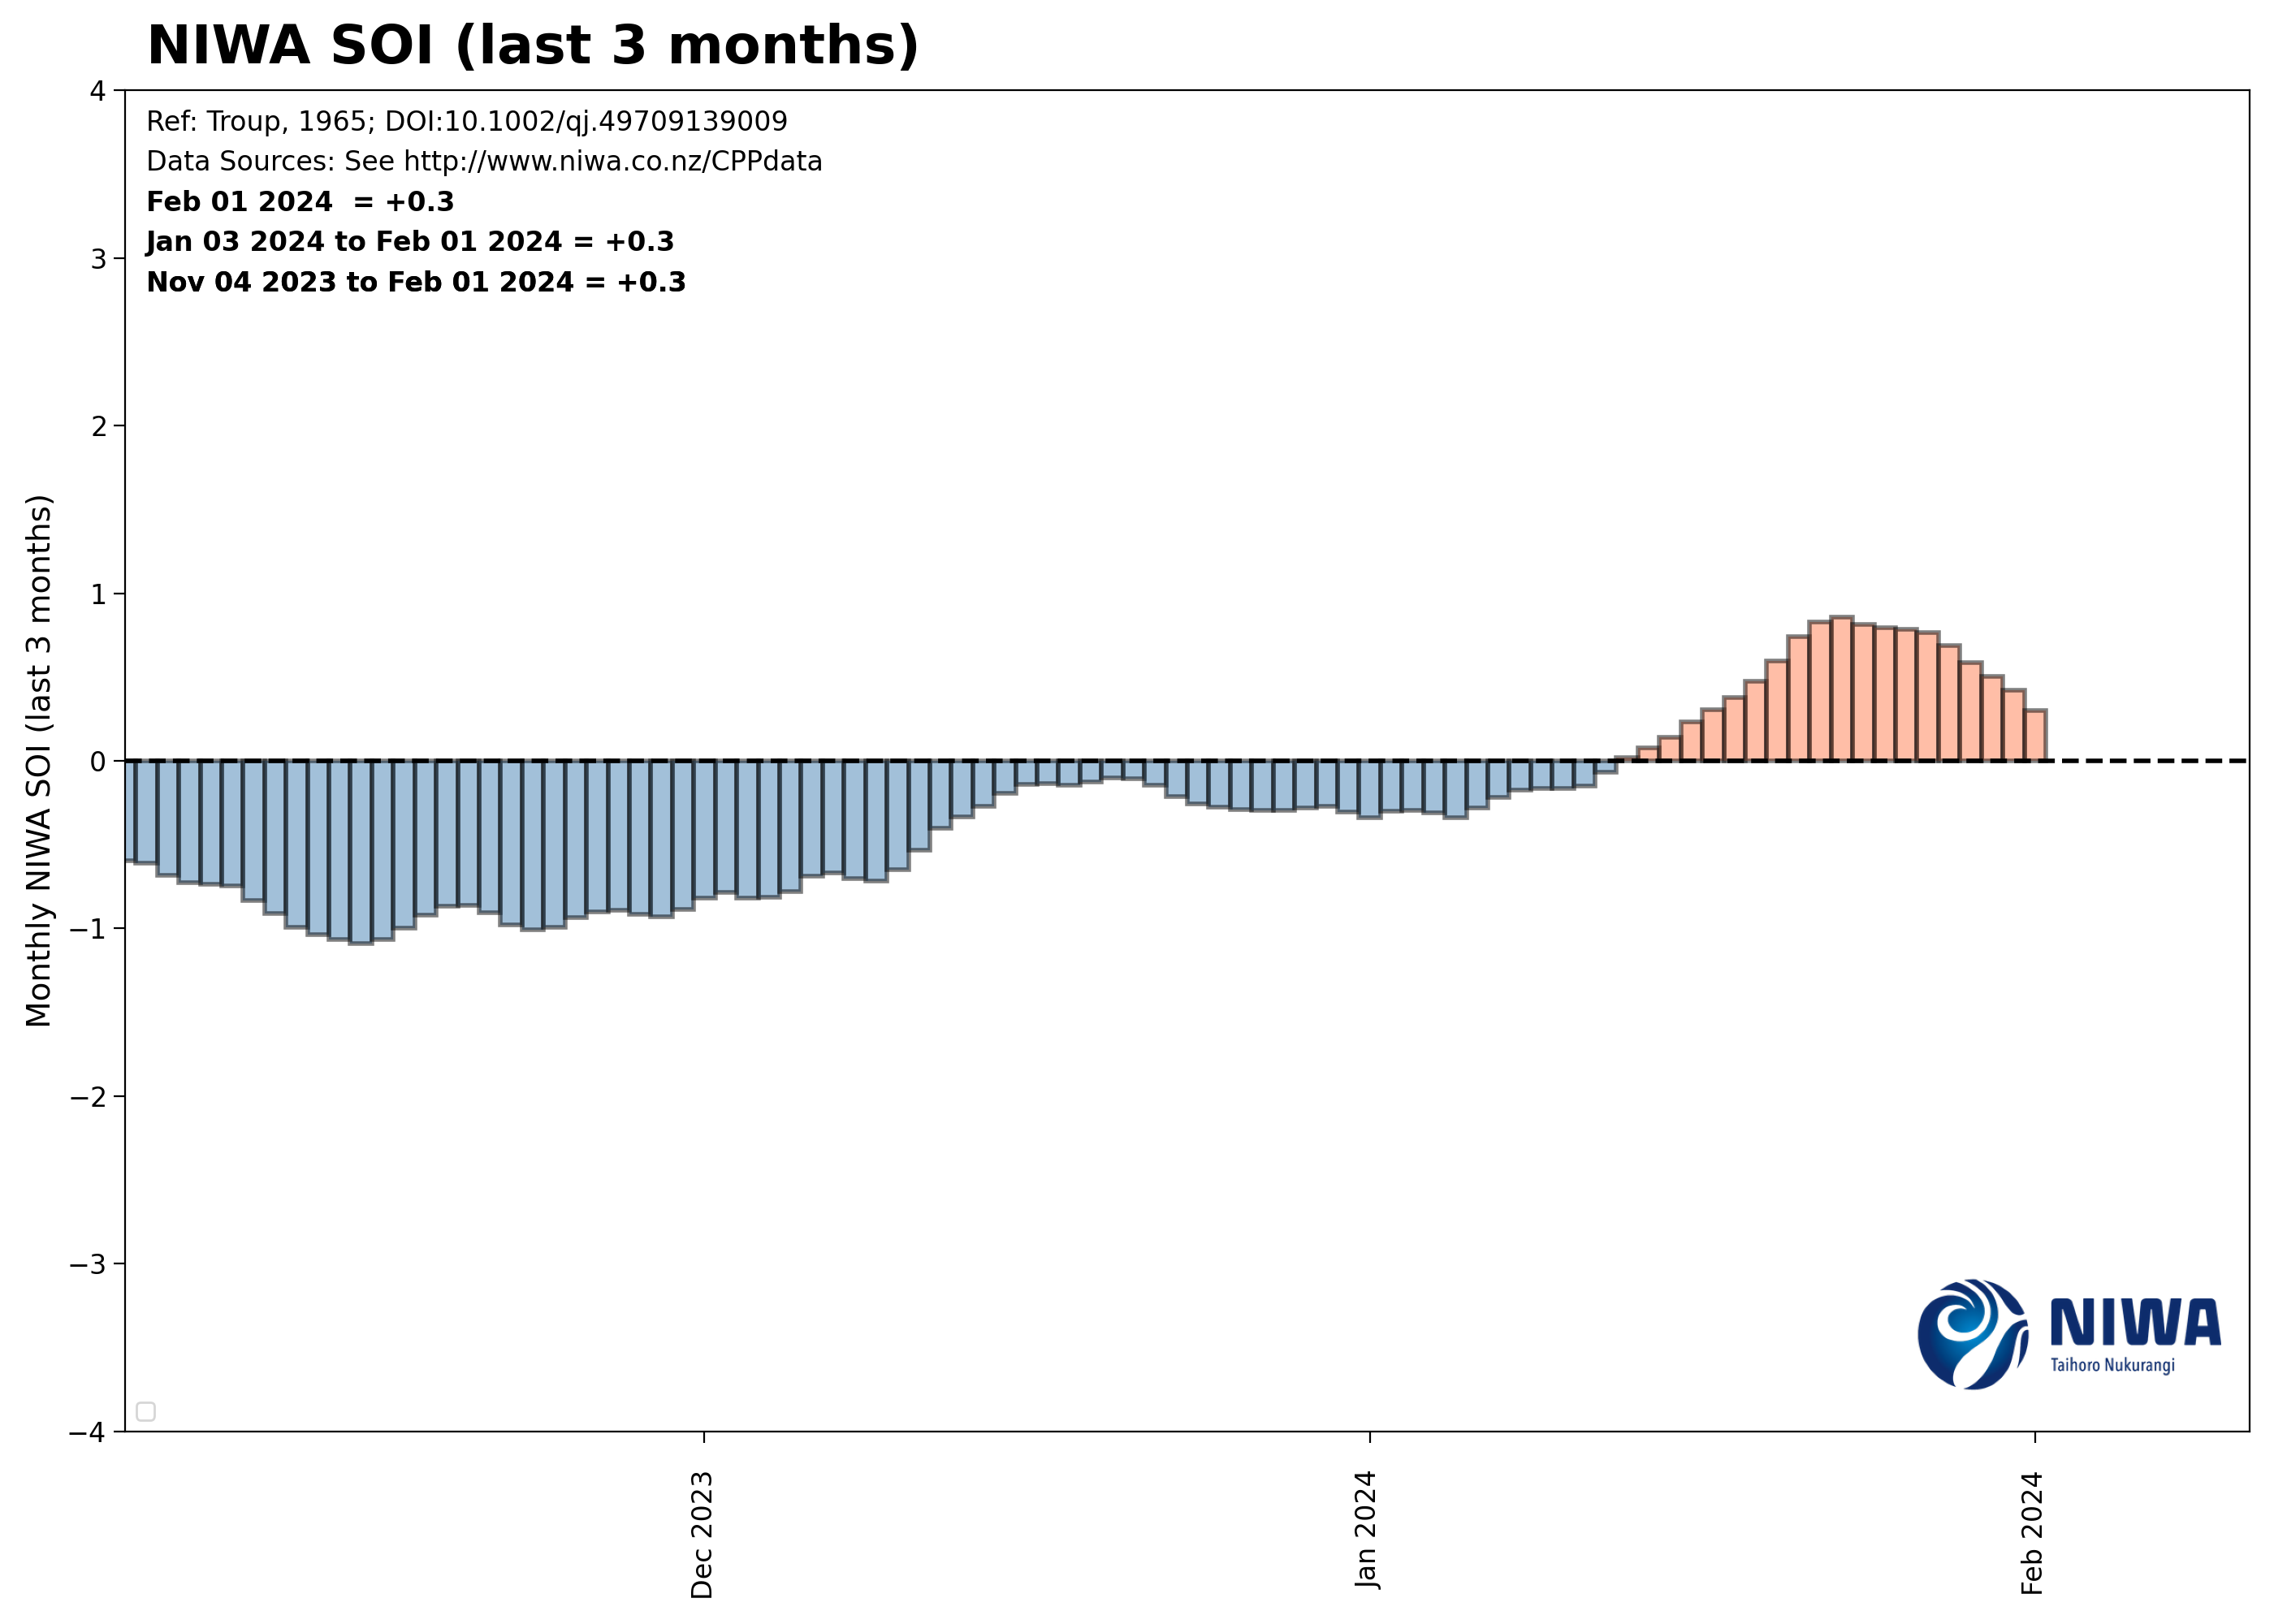 NIWA SOI (last 3 months)
Ref: Troup, 1965; DOI:10.1002/qj.49709139009
Data Sources: See http://www.niwa.co.nz/CPPdata
Feb 01 2024  = +0.3
Jan 03 2024 to Feb 01 2024 = +0.3
Nov 04 2023 to Feb 01 2024 = +0.3
Monthly NIWA SOI (last 3 months)
4
3
2
1
0
−1
−2
−3
−4
NIWA
Taihoro Nukurangi
Dec 2023
Jan 2024
Feb 2024